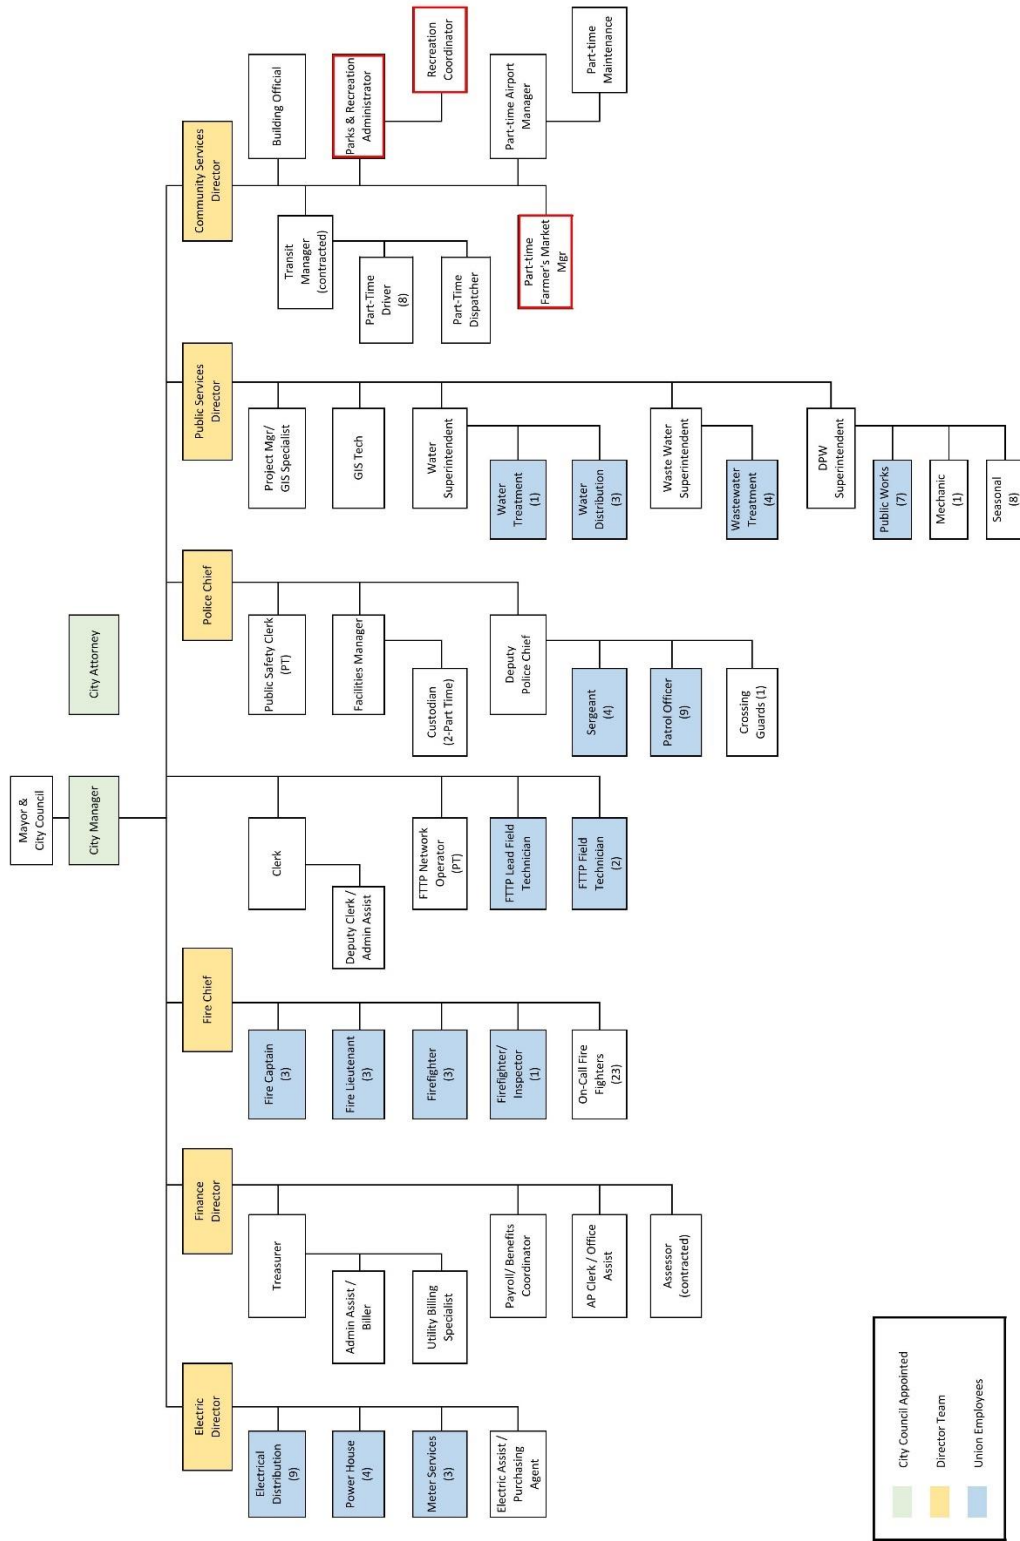 Mayor &
City Council
City Manager
City Attorney
Electric
Director
Electrical
Distribution
(9)
Power House
(4)
Meter Services
(3)
Electric Assist /
Purchasing
Agent
Finance
Director
Treasurer
Admin Assist /
Biller
Utility Billing
Specialist
Payroll/ Benefits
Coordinator
AP Clerk / Office
Assist
Assessor
(contracted)
Fire Chief
Fire Captain
(3)
Fire Lieutenant
(3)
Firefighter
(3)
Firefighter/
Inspector
(1)
On-Call Fire
Fighters
(23)
Clerk
Deputy Clerk /
Admin Assist
FTTP Network
Operator
(PT)
FTTP Lead Field
Technician
FTTP Field
Technician
(2)
Police Chief
Public Safety Clerk
(PT)
Facilities Manager
Custodian
(2-Part Time)
Deputy
Police Chief
Sergeant
(4)
Patrol Officer
(9)
Crossing
Guards (1)
Public Services
Director
Project Mgr/
GIS Specialist
GIS Tech
Water
Superintendent
Water
Treatment
(1)
Water
Distribution
(3)
Waste Water
Superintendent
Wastewater
Treatment
(4)
DPW
Superintendent
Public Works
(7)
Mechanic
(1)
Seasonal
(8)
Community Services
Director
Building Official
Transit
Manager
(contracted)
Part-Time
Driver
(8)
Part-Time
Dispatcher
Parks & Recreation
Administrator
Recreation
Coordinator
Part-time Airport
Manager
Part-time
Maintenance
Part-time
Farmer's Market
Mgr
City Council Appointed
Director Team
Union Employees